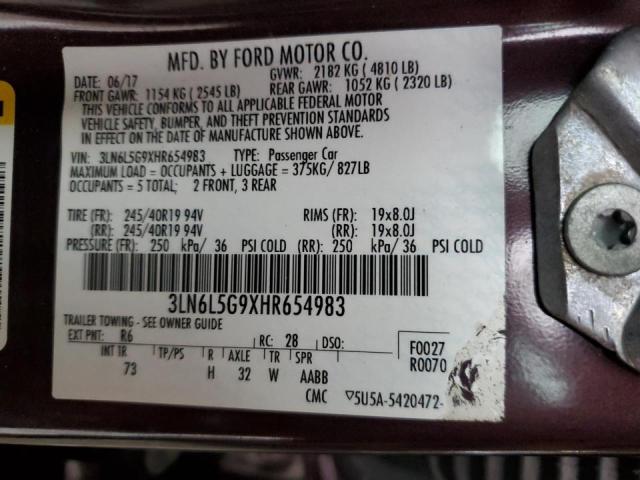 MFD. BY FORD MOTOR CO.
DATE: 06/17 GVWR: 2182 KG ( 4810 LB)
FRONT GAWR: 1154 KG ( 2545 LB) REAR GAWR: 1052 KG ( 2320 LB)
THIS VEHICLE CONFORMS TO ALL APPLICABLE FEDERAL MOTOR
VEHICLE SAFETY, BUMPER, AND THEFT PREVENTION STANDARDS
IN EFFECT ON THE DATE OF MANUFACTURE SHOWN ABOVE.
VIN: 3LN6L5G9XHR654983 TYPE: Passenger Car
MAXIMUM LOAD = OCCUPANTS + LUGGAGE = 375KG/ 827LB
OCCUPANTS = 5 TOTAL; 2 FRONT, 3 REAR
TIRE (FR): 245/40R19 94V RIMS (FR): 19x8.0J
(RR): 245/40R19 94V (RR): 19x8.0J
PRESSURE (FR): 250 kPa/ 36 PSI COLD (RR): 250 kPa/ 36 PSI COLD
3LN6L5G9XHR654983
TRAILER TOWING - SEE OWNER GUIDE
EXT PNT: R6 RC: 28 DSO: F0027
INT TR TP/PS R AXLE TR SPR R0070
73 H 32 W AABB
CMC ▽5U5A-5420472-